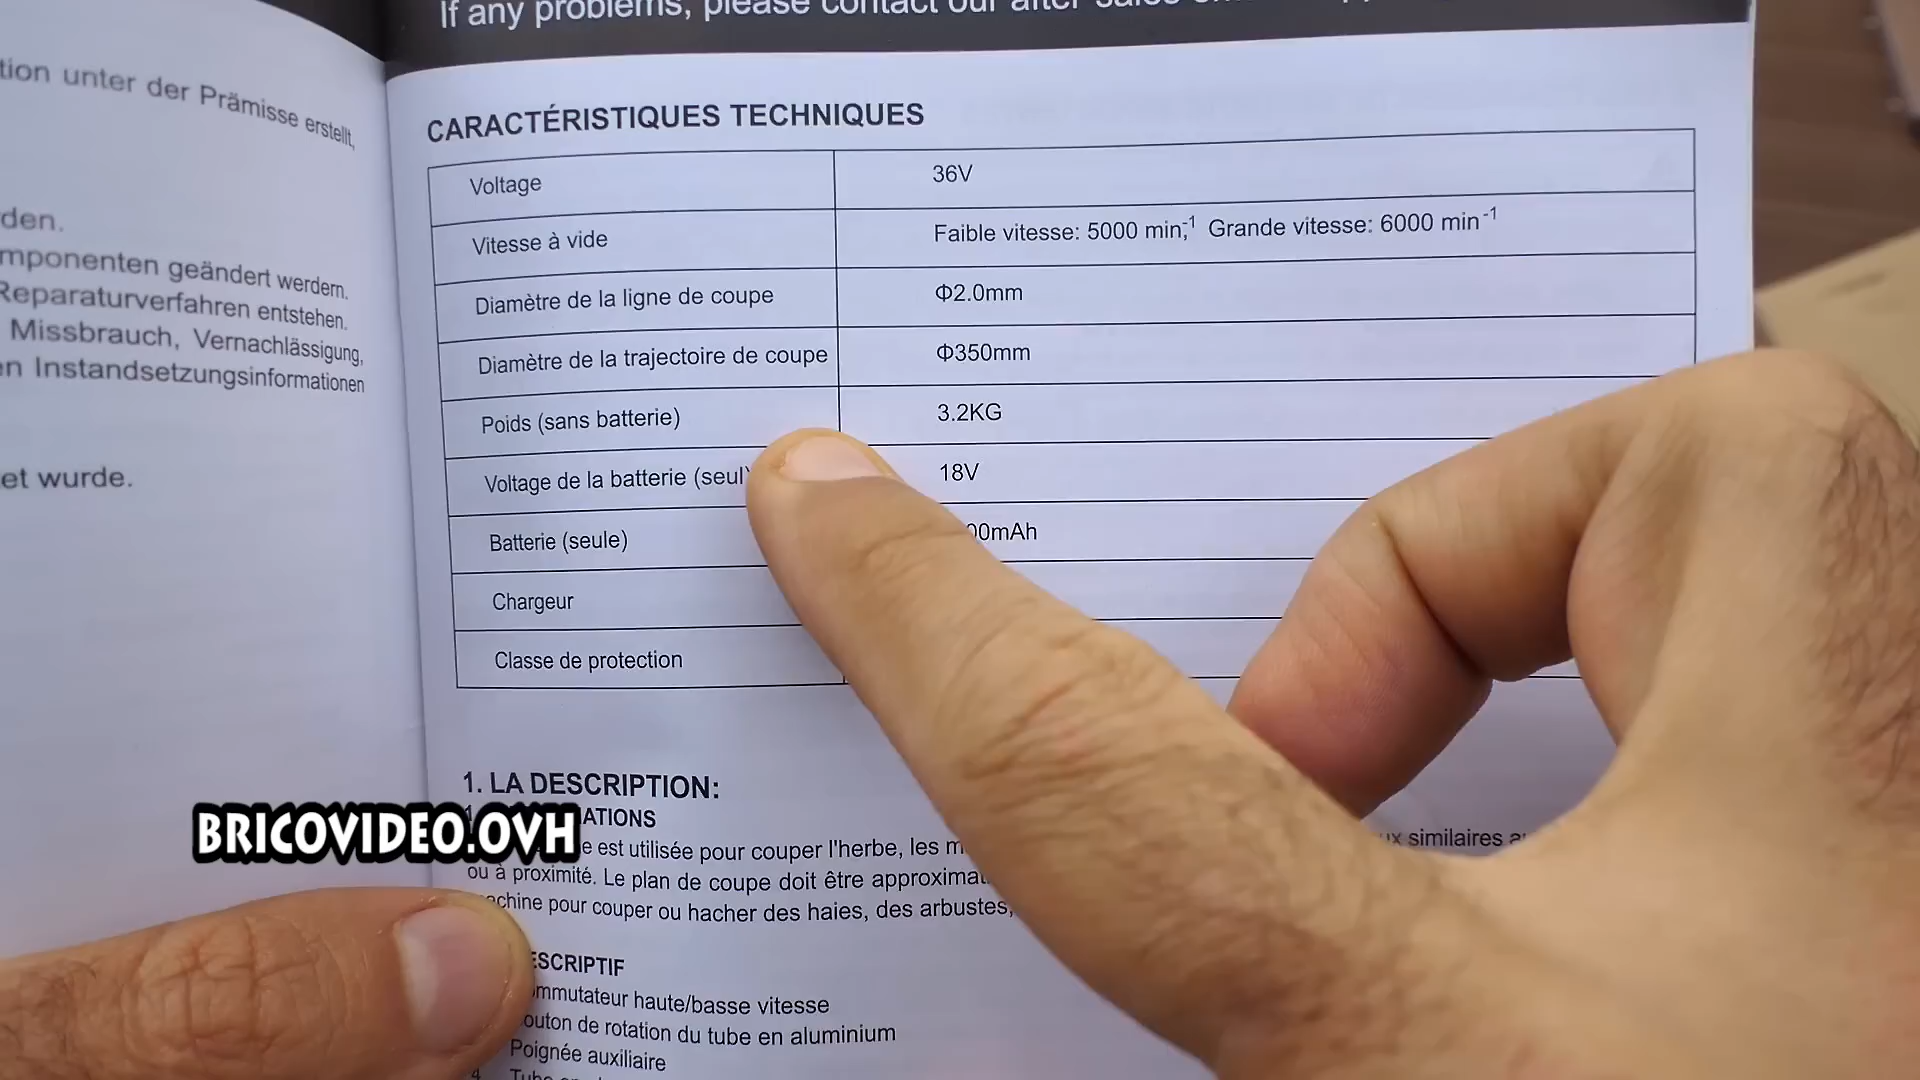 If any problems, please contact our after
tion unter der Prämisse erstellt,
den.
mponenten geändert werden.
Reparaturverfahren entstehen.
Missbrauch, Vernachlässigung,
en Instandsetzungsinformationen
et wurde.
CARACTÉRISTIQUES TECHNIQUES
Voltage 36V
Vitesse à vide Faible vitesse: 5000 min;-1 Grande vitesse: 6000 min-1
Diamètre de la ligne de coupe Φ2.0mm
Diamètre de la trajectoire de coupe Φ350mm
Poids (sans batterie) 3.2KG
Voltage de la batterie (seul 18V
Batterie (seule) 00mAh
Chargeur
Classe de protection
1. LA DESCRIPTION:
ATIONS
e est utilisée pour couper l'herbe, les ux similaires
ou à proximité. Le plan de coupe doit être
achine pour couper ou hacher des haies, des arbustes,
ESCRIPTIF
ommutateur haute/basse vitesse
outon de rotation du tube en aluminium
Poignée auxiliaire
4
BRICOVIDEO.OVH